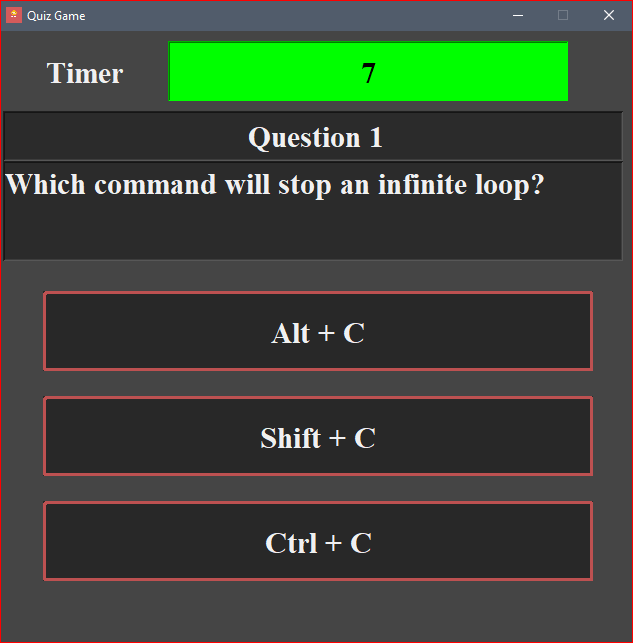 Quiz Game
Timer
7
Question 1
Which command will stop an infinite loop?
Alt + C
Shift + C
Ctrl + C